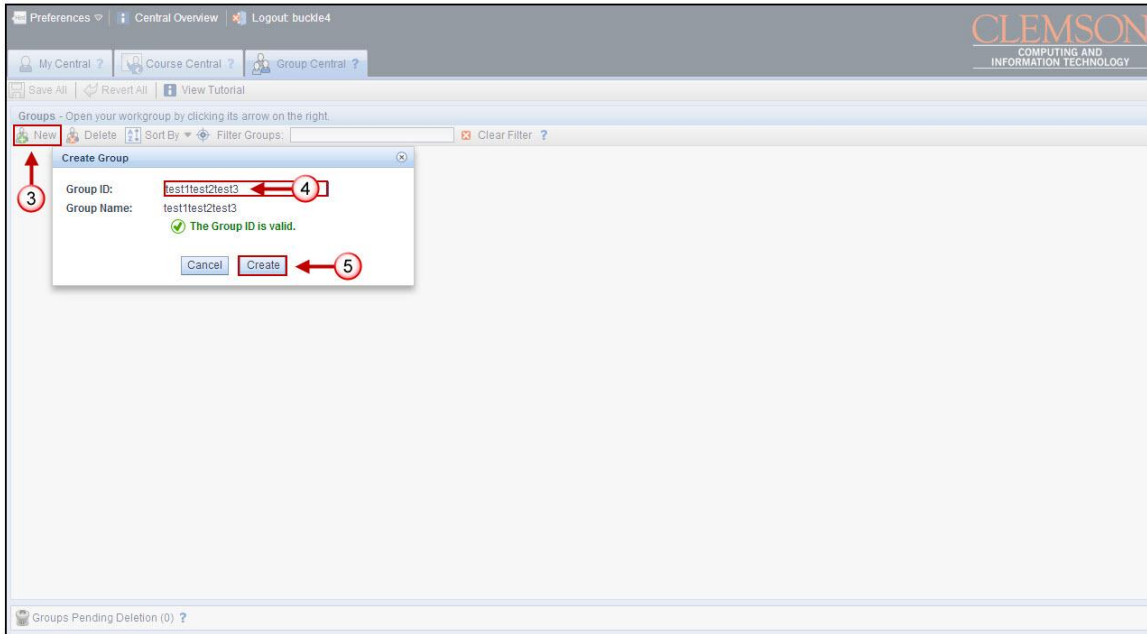 Preferences Central Overview Logout: buckle4
CLEMSON
COMPUTING AND
INFORMATION TECHNOLOGY
My Central ? Course Central ? Group Central ?
Save All Revert All View Tutorial
Groups - Open your workgroup by clicking its arrow on the right.
New Delete Sort By Filter Groups: Clear Filter ?
Create Group
3
Group ID: test1test2test3 4
Group Name: test1test2test3
The Group ID is valid.
Cancel Create 5
Groups Pending Deletion (0) ?